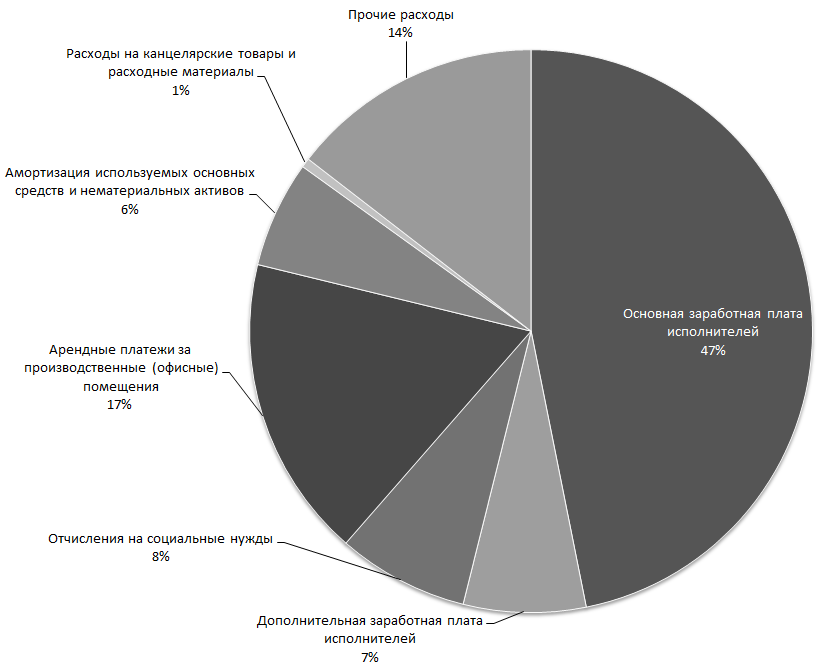 Прочие расходы
14%
Расходы на канцелярские товары и
расходные материалы
1%
Амортизация используемых основных
средств и нематериальных активов
6%
Основная заработная плата
исполнителей
47%
Арендные платежи за
производственные (офисные)
помещения
17%
Отчисления на социальные нужды
8%
Дополнительная заработная плата
исполнителей
7%